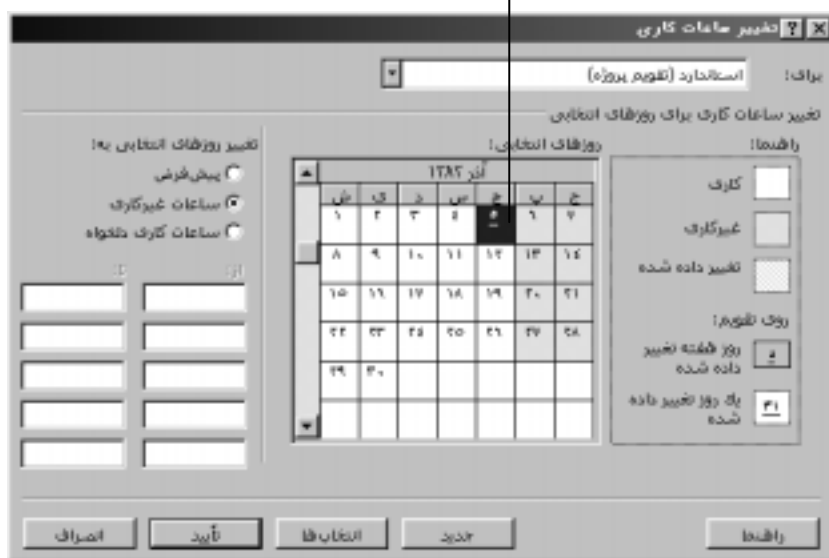 تغییر ساعات کاری
برای:
استاندارد (تقویم پروژه)
تغییر ساعات کاری برای روزهای انتخابی
راهنما:
کاری
غیرکاری
تغییر داده شده
روی تقویم:
۵
روز هفته تغییر
داده شده
۳۱
یك روز تغییر داده
شده
روزهای انتخابی:
آذر ۱۳۸۲
ش ی د س چ پ ج
۱ ۲ ۳ ۴ ۵ ۶ ۷
۸ ۹ ۱۰ ۱۱ ۱۲ ۱۳ ۱۴
۱۵ ۱۶ ۱۷ ۱۸ ۱۹ ۲۰ ۲۱
۲۲ ۲۳ ۲۴ ۲۵ ۲۶ ۲۷ ۲۸
۲۹ ۳۰
تغییر روزهای انتخابی به:
پیش‌فرض
ساعات غیرکاری
ساعات کاری دلخواه
از:
تا:
راهنما
جدید
انتخاب‌ها
تأیید
انصراف